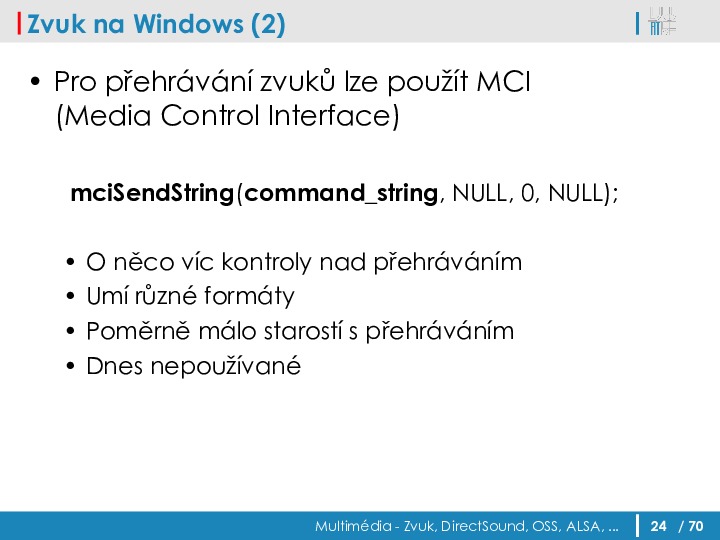 Zvuk na Windows (2)
• Pro přehrávání zvuků lze použít MCI
(Media Control Interface)
mciSendString(command_string, NULL, 0, NULL);
• O něco víc kontroly nad přehráváním
• Umí různé formáty
• Poměrně málo starostí s přehráváním
• Dnes nepoužívané
Multimédia - Zvuk, DirectSound, OSS, ALSA, ... 24 / 70